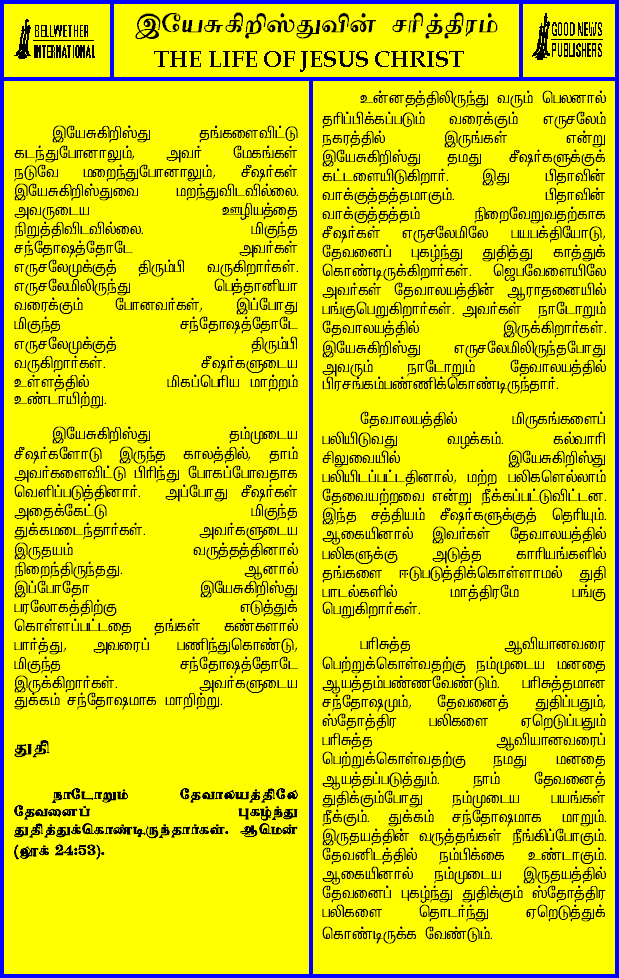 BELLWETHER
INTERNATIONAL
இயேசுகிறிஸ்துவின் சரித்திரம்
THE LIFE OF JESUS CHRIST
GOOD NEWS
PUBLISHERS
இயேசுகிறிஸ்து தங்களைவிட்டு
கடந்துபோனாலும், அவர் மேகங்கள்
நடுவே மறைந்துபோனாலும், சீஷர்கள்
இயேசுகிறிஸ்துவை மறந்துவிடவில்லை.
அவருடைய ஊழியத்தை
நிறுத்திவிடவில்லை. மிகுந்த
சந்தோஷத்தோடே அவர்கள்
எருசலேமுக்குத் திரும்பி வருகிறார்கள்.
எருசலேமிலிருந்து பெத்தானியா
வரைக்கும் போனவர்கள், இப்போது
மிகுந்த சந்தோஷத்தோடே
எருசலேமுக்குத் திரும்பி
வருகிறார்கள். சீஷர்களுடைய
உள்ளத்தில் மிகப்பெரிய மாற்றம்
உண்டாயிற்று.
இயேசுகிறிஸ்து தம்முடைய
சீஷர்களோடு இருந்த காலத்தில், தாம்
அவர்களைவிட்டு பிரிந்து போகப்போவதாக
வெளிப்படுத்தினார். அப்போது சீஷர்கள்
அதைக்கேட்டு மிகுந்த
துக்கமடைந்தார்கள். அவர்களுடைய
இருதயம் வருத்தத்தினால்
நிறைந்திருந்தது. ஆனால்
இப்போதோ இயேசுகிறிஸ்து
பரலோகத்திற்கு எடுத்துக்
கொள்ளப்பட்டதை தங்கள் கண்களால்
பார்த்து, அவரைப் பணிந்துகொண்டு,
மிகுந்த சந்தோஷத்தோடே
இருக்கிறார்கள். அவர்களுடைய
துக்கம் சந்தோஷமாக மாறிற்று.
துதி
நாடோறும் தேவாலயத்திலே
தேவனைப் புகழ்ந்து
துதித்துக்கொண்டிருந்தார்கள். ஆமென்
(லூக் 24:53).
உன்னதத்திலிருந்து வரும் பெலனால்
தரிப்பிக்கப்படும் வரைக்கும் எருசலேம்
நகரத்தில் இருங்கள் என்று
இயேசுகிறிஸ்து தமது சீஷர்களுக்குக்
கட்டளையிடுகிறார். இது பிதாவின்
வாக்குத்தத்தமாகும். பிதாவின்
வாக்குத்தத்தம் நிறைவேறுவதற்காக
சீஷர்கள் எருசலேமிலே பயபக்தியோடு,
தேவனைப் புகழ்ந்து துதித்து காத்துக்
கொண்டிருக்கிறார்கள். ஜெபவேளையிலே
அவர்கள் தேவாலயத்தின் ஆராதனையில்
பங்குபெறுகிறார்கள். அவர்கள் நாடோறும்
தேவாலயத்தில் இருக்கிறார்கள்.
இயேசுகிறிஸ்து எருசலேமிலிருந்தபோது
அவரும் நாடோறும் தேவாலயத்தில்
பிரசங்கம்பண்ணிக்கொண்டிருந்தார்.
தேவாலயத்தில் மிருகங்களைப்
பலியிடுவது வழக்கம். கல்வாரி
சிலுவையில் இயேசுகிறிஸ்து
பலியிடப்பட்டதினால், மற்ற பலிகளெல்லாம்
தேவையற்றவை என்று நீக்கப்பட்டுவிட்டன.
இந்த சத்தியம் சீஷர்களுக்குத் தெரியும்.
ஆகையினால் இவர்கள் தேவாலயத்தில்
பலிகளுக்கு அடுத்த காரியங்களில்
தங்களை ஈடுபடுத்திக்கொள்ளாமல் துதி
பாடல்களில் மாத்திரமே பங்கு
பெறுகிறார்கள்.
பரிசுத்த ஆவியானவரை
பெற்றுக்கொள்வதற்கு நம்முடைய மனதை
ஆயத்தம்பண்ணவேண்டும். பரிசுத்தமான
சந்தோஷமும், தேவனைத் துதிப்பதும்,
ஸ்தோத்திர பலிகளை ஏறெடுப்பதும்
பரிசுத்த ஆவியானவரைப்
பெற்றுக்கொள்வதற்கு நமது மனதை
ஆயத்தப்படுத்தும். நாம் தேவனைத்
துதிக்கும்போது நம்முடைய பயங்கள்
நீக்கும். துக்கம் சந்தோஷமாக மாறும்.
இருதயத்தின் வருத்தங்கள் நீங்கிப்போகும்.
தேவனிடத்தில் நம்பிக்கை உண்டாகும்.
ஆகையினால் நம்முடைய இருதயத்தில்
தேவனைப் புகழ்ந்து துதிக்கும் ஸ்தோத்திர
பலிகளை தொடர்ந்து ஏறெடுத்துக்
கொண்டிருக்க வேண்டும்.